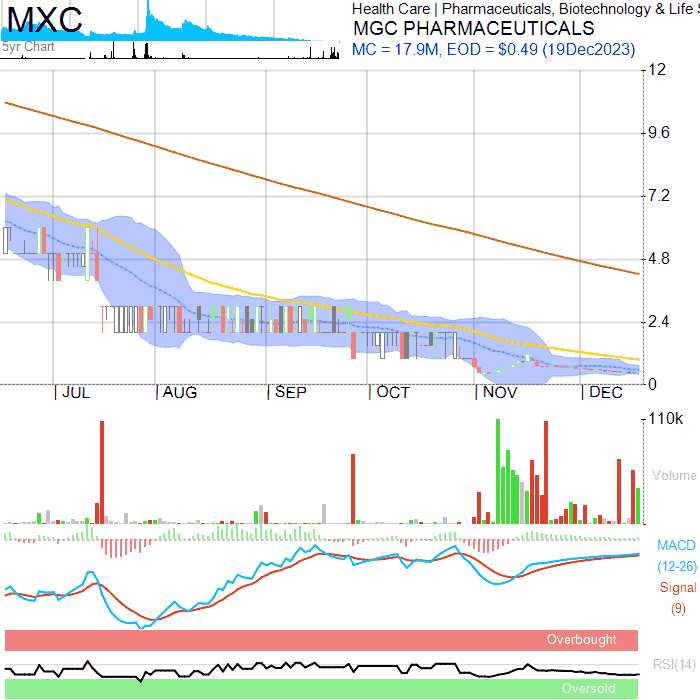 MXC
Health Care | Pharmaceuticals, Biotechnology & Life S
MGC PHARMACEUTICALS
5yr Chart
MC = 17.9M, EOD = $0.49 (19Dec2023)
12
9.6
7.2
4.8
2.4
0
JUL AUG SEP OCT NOV DEC
110k
Volume
MACD
(12-26)
Signal
(9)
Overbought
RSI(14)
Oversold